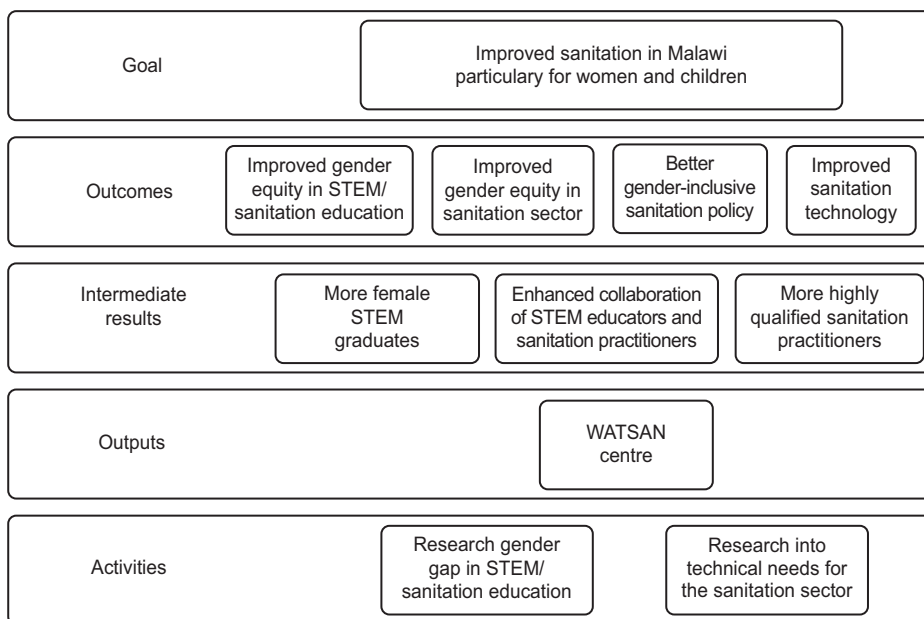 Goal
Improved sanitation in Malawi
particulary for women and children
Outcomes
Improved gender
equity in STEM/
sanitation education
Improved
gender equity in
sanitation sector
Better
gender-inclusive
sanitation policy
Improved
sanitation
technology
Intermediate
results
More female
STEM
graduates
Enhanced collaboration
of STEM educators and
sanitation practitioners
More highly
qualified sanitation
practitioners
Outputs
WATSAN
centre
Activities
Research gender
gap in STEM/
sanitation education
Research into
technical needs for
the sanitation sector